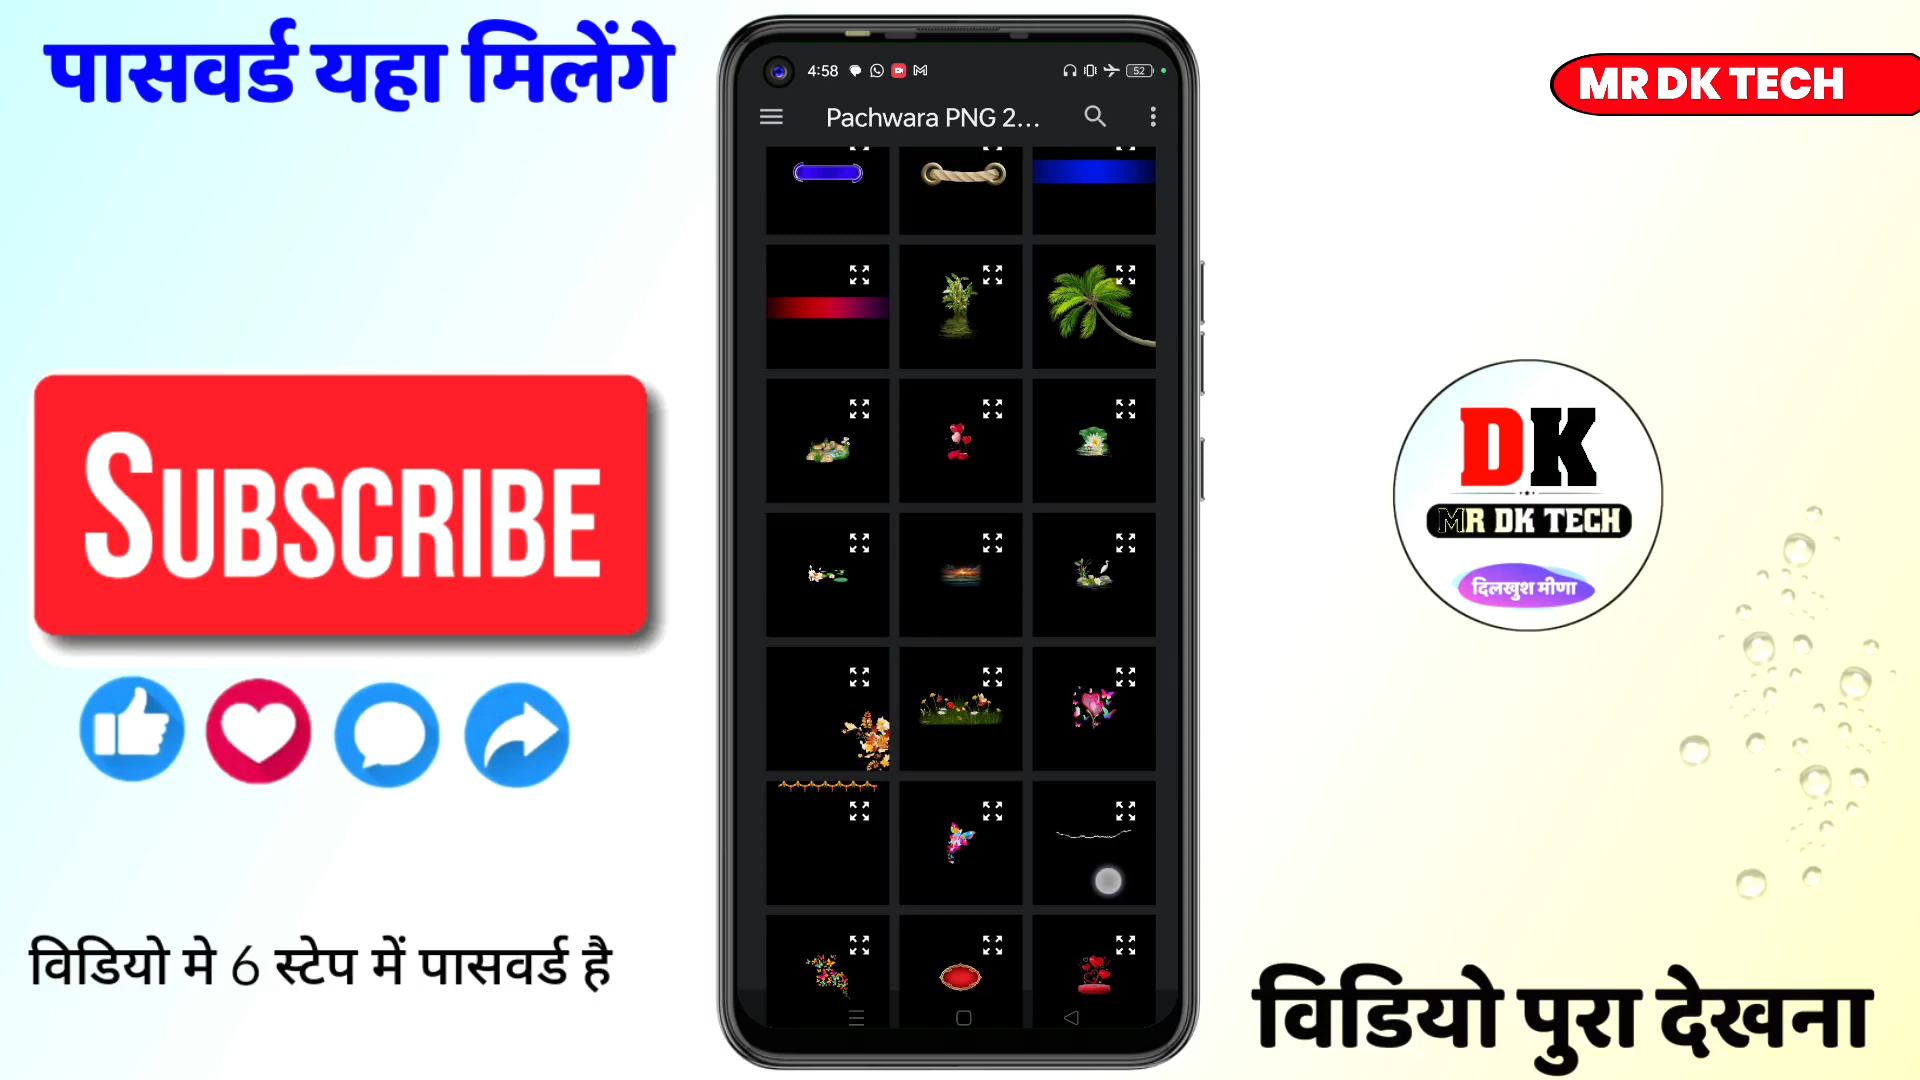 पासवर्ड यहा मिलेंगे
MR DK TECH
4:58
52
Pachwara PNG 2...
SUBSCRIBE
DK
MR DK TECH
दिलखुश मीणा
विडियो मे 6 स्टेप में पासवर्ड है
विडियो पुरा देखना